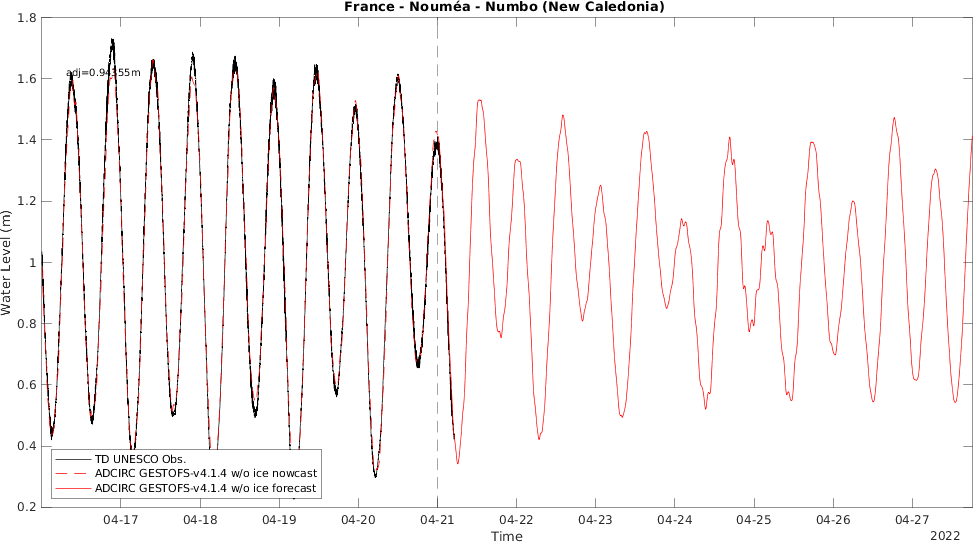 France - Nouméa - Numbo (New Caledonia)
1.8
1.6
1.4
1.2
1
0.8
0.6
0.4
0.2
Water Level (m)
adj=0.94355m
TD UNESCO Obs.
ADCIRC GESTOFS-v4.1.4 w/o ice nowcast
ADCIRC GESTOFS-v4.1.4 w/o ice forecast
04-17 04-18 04-19 04-20 04-21 04-22 04-23 04-24 04-25 04-26 04-27
Time
2022